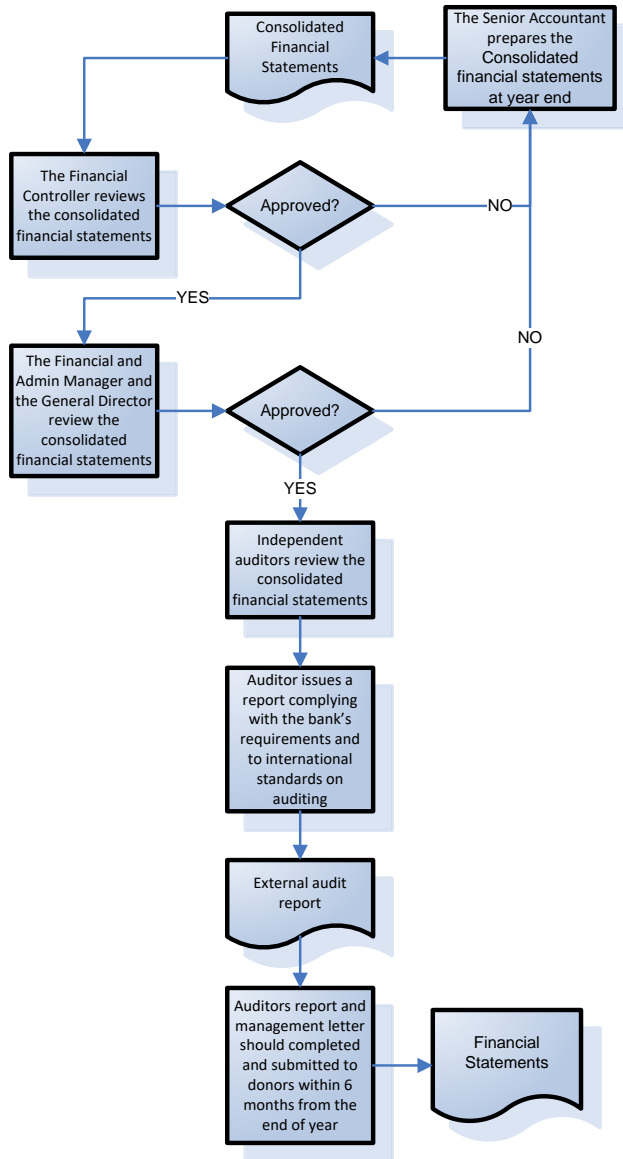 The Senior Accountant
prepares the Consolidated
financial statements
at year end
Consolidated
Financial
Statements
The Financial
Controller reviews
the consolidated
financial statements
Approved?
NO
YES
The Financial and
Admin Manager and
the General Director
review the
consolidated
financial statements
Approved?
NO
YES
Independent
auditors review the
consolidated
financial statements
Auditor issues a
report complying
with the bank's
requirements and
to international
standards on
auditing
External audit
report
Auditors report and
management letter
should completed
and submitted to
donors within 6
months from the
end of year
Financial
Statements